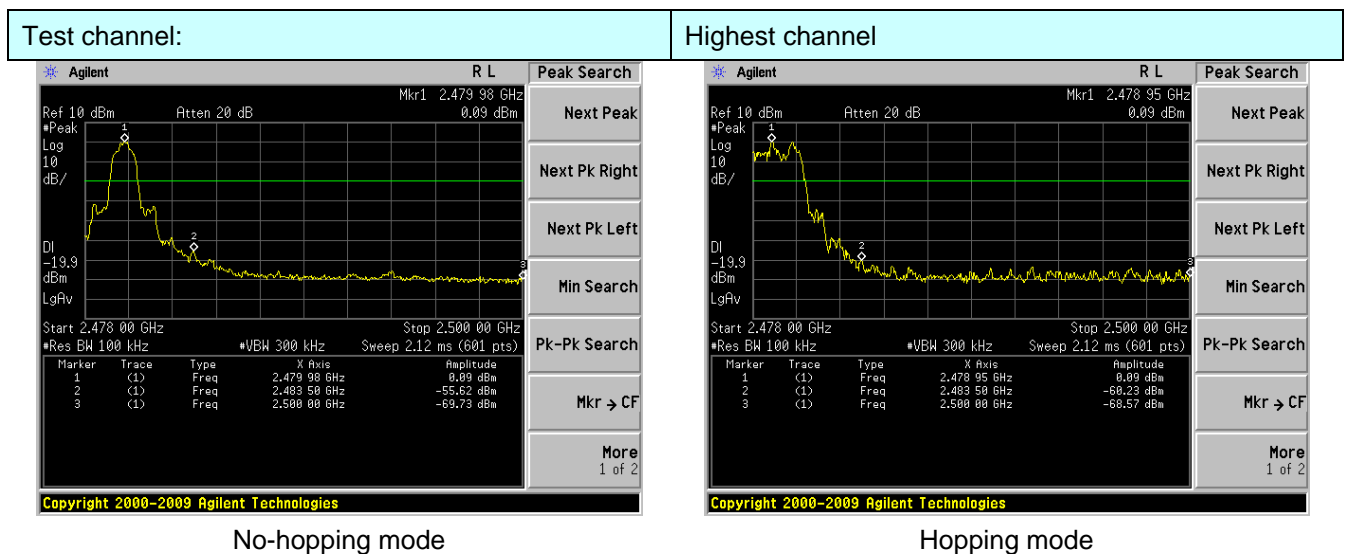 Test channel:
Highest channel
Agilent
R L
Peak Search
Mkr1 2.479 98 GHz
Ref 10 dBm
Atten 20 dB
0.09 dBm
#Peak
Log
10
dB/
1
2
3
DI
-19.9
dBm
LgAv
Start 2.478 00 GHz
Stop 2.500 00 GHz
#Res BW 100 kHz
#VBW 300 kHz
Sweep 2.12 ms (601 pts)
Marker Trace Type X Axis Amplitude
1 (1) Freq 2.479 98 GHz 0.09 dBm
2 (1) Freq 2.483 50 GHz -55.62 dBm
3 (1) Freq 2.500 00 GHz -69.73 dBm
Next Peak
Next Pk Right
Next Pk Left
Min Search
Pk-Pk Search
Mkr → CF
More
1 of 2
Copyright 2000-2009 Agilent Technologies
No-hopping mode
Agilent
R L
Peak Search
Mkr1 2.478 95 GHz
Ref 10 dBm
Atten 20 dB
0.09 dBm
#Peak
Log
10
dB/
1
2
3
DI
-19.9
dBm
LgAv
Start 2.478 00 GHz
Stop 2.500 00 GHz
#Res BW 100 kHz
#VBW 300 kHz
Sweep 2.12 ms (601 pts)
Marker Trace Type X Axis Amplitude
1 (1) Freq 2.478 95 GHz 0.09 dBm
2 (1) Freq 2.483 50 GHz -60.23 dBm
3 (1) Freq 2.500 00 GHz -68.57 dBm
Next Peak
Next Pk Right
Next Pk Left
Min Search
Pk-Pk Search
Mkr → CF
More
1 of 2
Copyright 2000-2009 Agilent Technologies
Hopping mode